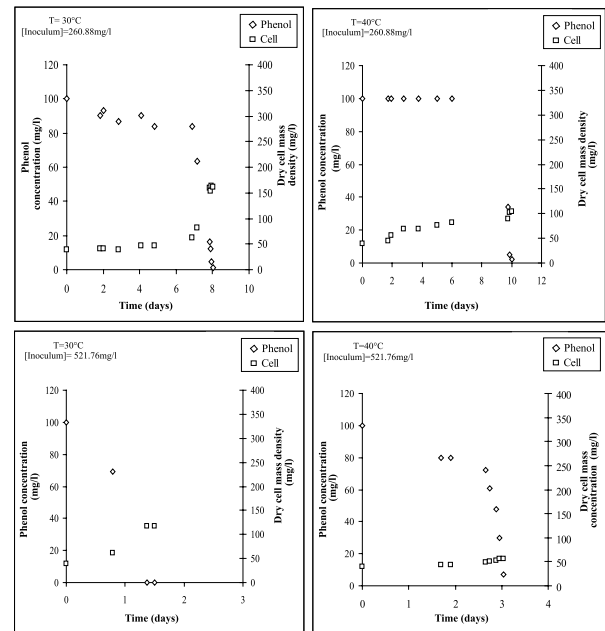 T= 30°C
[Inoculum]=260.88mg/l
Phenol
Cell
120
100
80
60
40
20
0
400
350
300
250
200
150
100
50
0
0 2 4 6 8 10
Phenol
concentration (mg/l)
Dry cell mass
density (mg/l)
Time (days)
T=40°C
[Inoculum]=260.88mg/l
Phenol
Cell
120
100
80
60
40
20
0
400
350
300
250
200
150
100
50
0
0 2 4 6 8 10 12
Phenol concentration
(mg/l)
Dry cell mass density
(mg/l)
Time (days)
T=30°C
[Inoculum]= 521.76mg/l
Phenol
Cell
120
100
80
60
40
20
0
400
350
300
250
200
150
100
50
0
0 1 2 3
Phenol concentration
(mg/l)
Dry cell mass density
(mg/l)
Time (days)
T=40°C
[Inoculum]=521.76mg/l
Phenol
Cell
120
100
80
60
40
20
0
400
350
300
250
200
150
100
50
0
0 1 2 3 4
Phenol concentration
(mg/l)
Dry cell mass
concentration (mg/l)
Time (days)